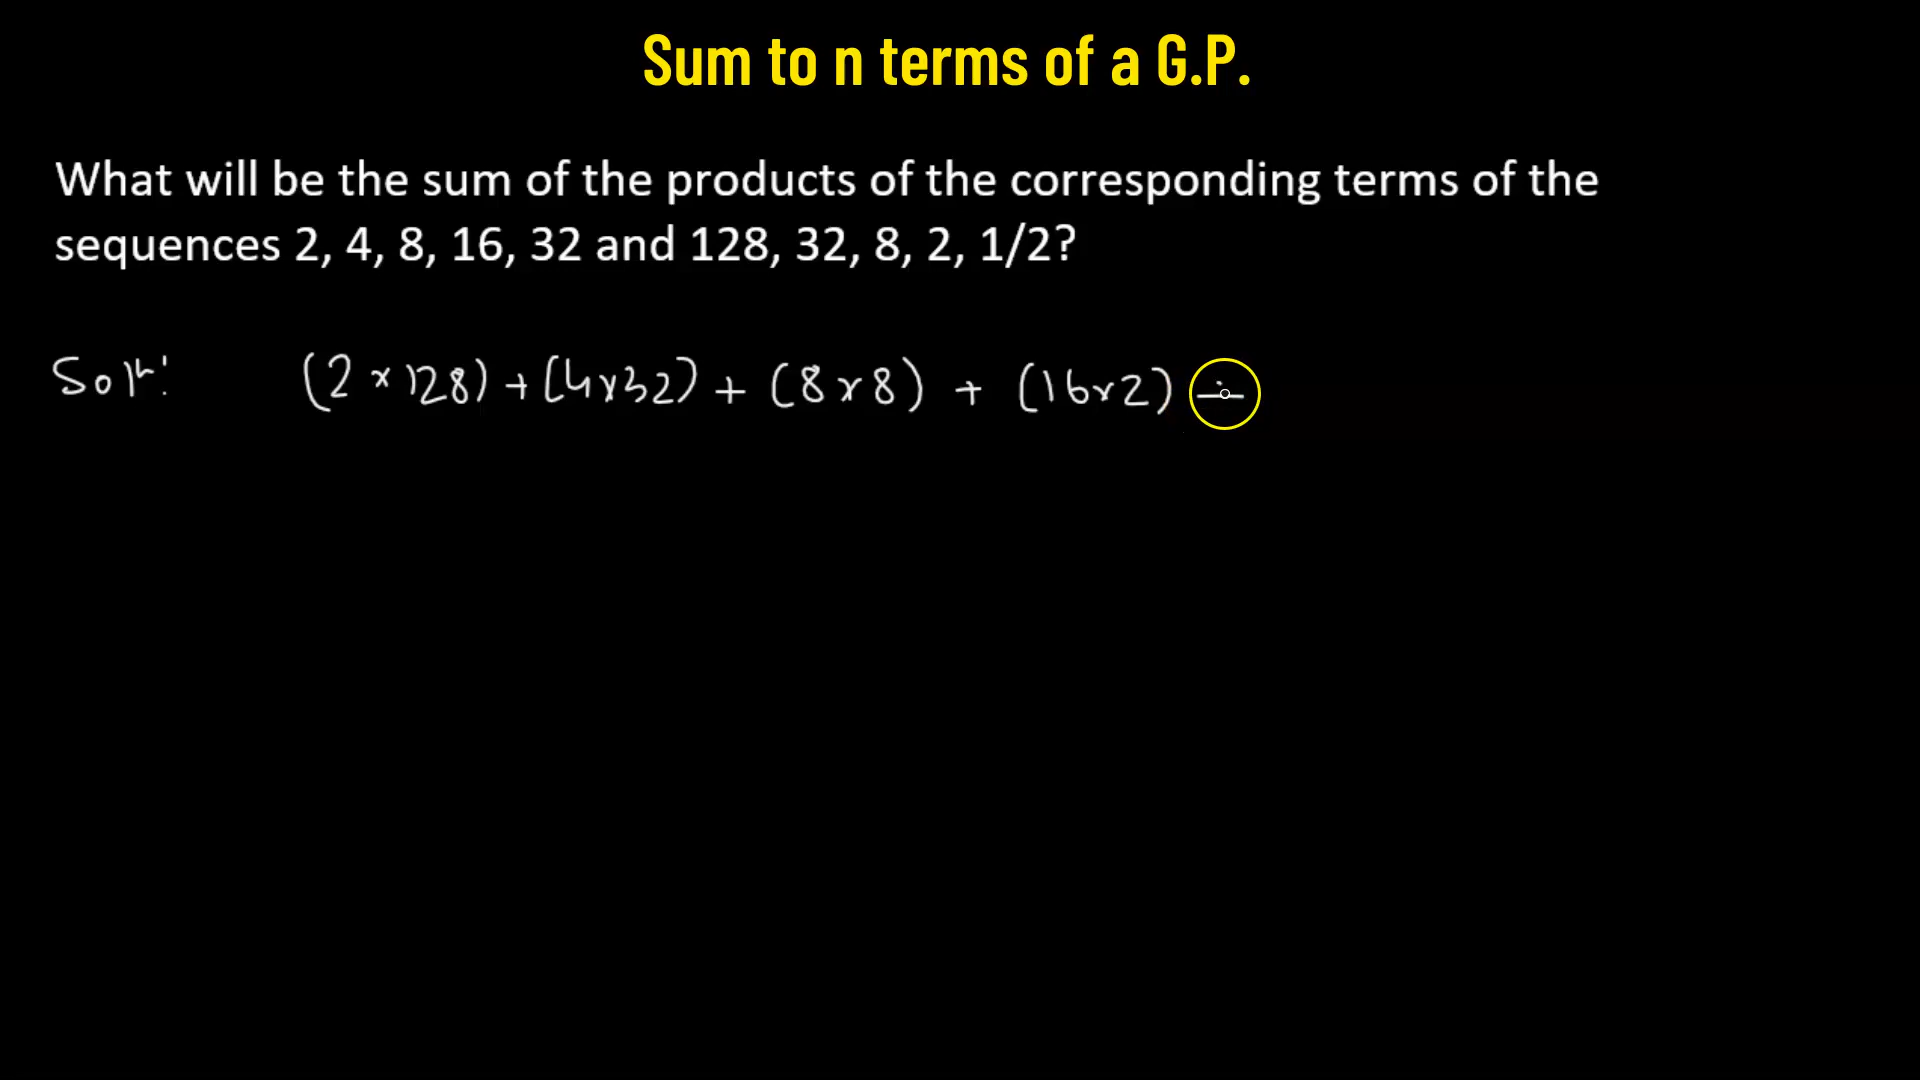 Sum to n terms of a G.P.
What will be the sum of the products of the corresponding terms of the
sequences 2, 4, 8, 16, 32 and 128, 32, 8, 2, 1/2?
Soln: (2 × 128) + (4×32) + (8×8) + (16×2) +